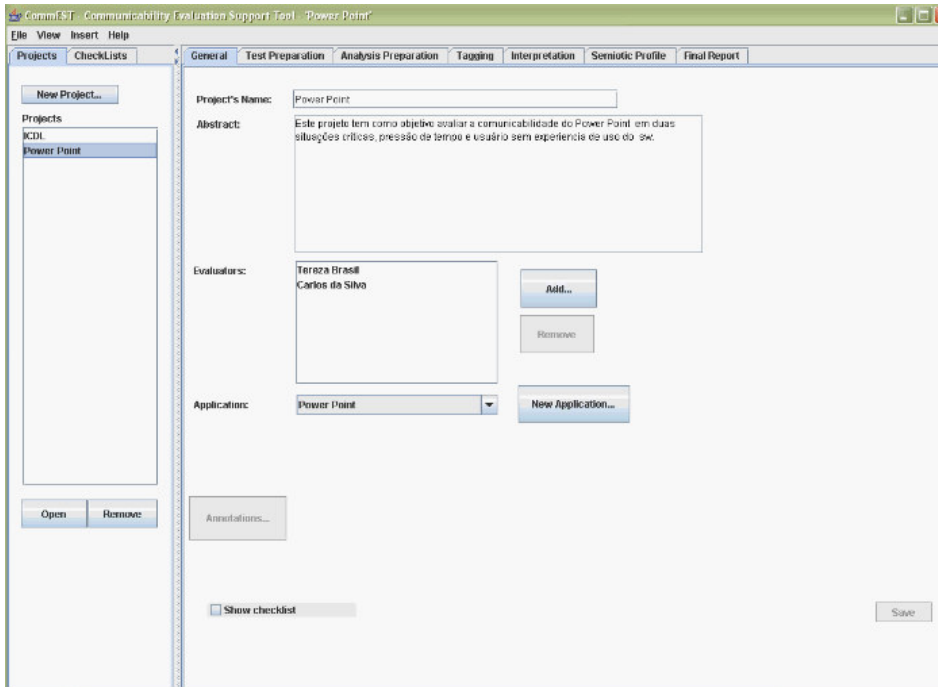 CommEST - Communicability Evaluation Support Tool - 'Power Point'
File View Insert Help
Projects CheckLists
General Test Preparation Analysis Preparation Tagging Interpretation Semiotic Profile Final Report
New Project...
Projects
ICDL
Power Point
Open Remove
Project's Name: Power Point
Abstract: Este projeto tem como objetivo avaliar a comunicabilidade do Power Point em duas
situações críticas, pressão de tempo e usuário sem experiencia de uso do sw.
Evaluators: Tereza Brasil
Carlos da Silva
Add...
Remove
Application: Power Point New Application...
Annotations...
Show checklist
Save